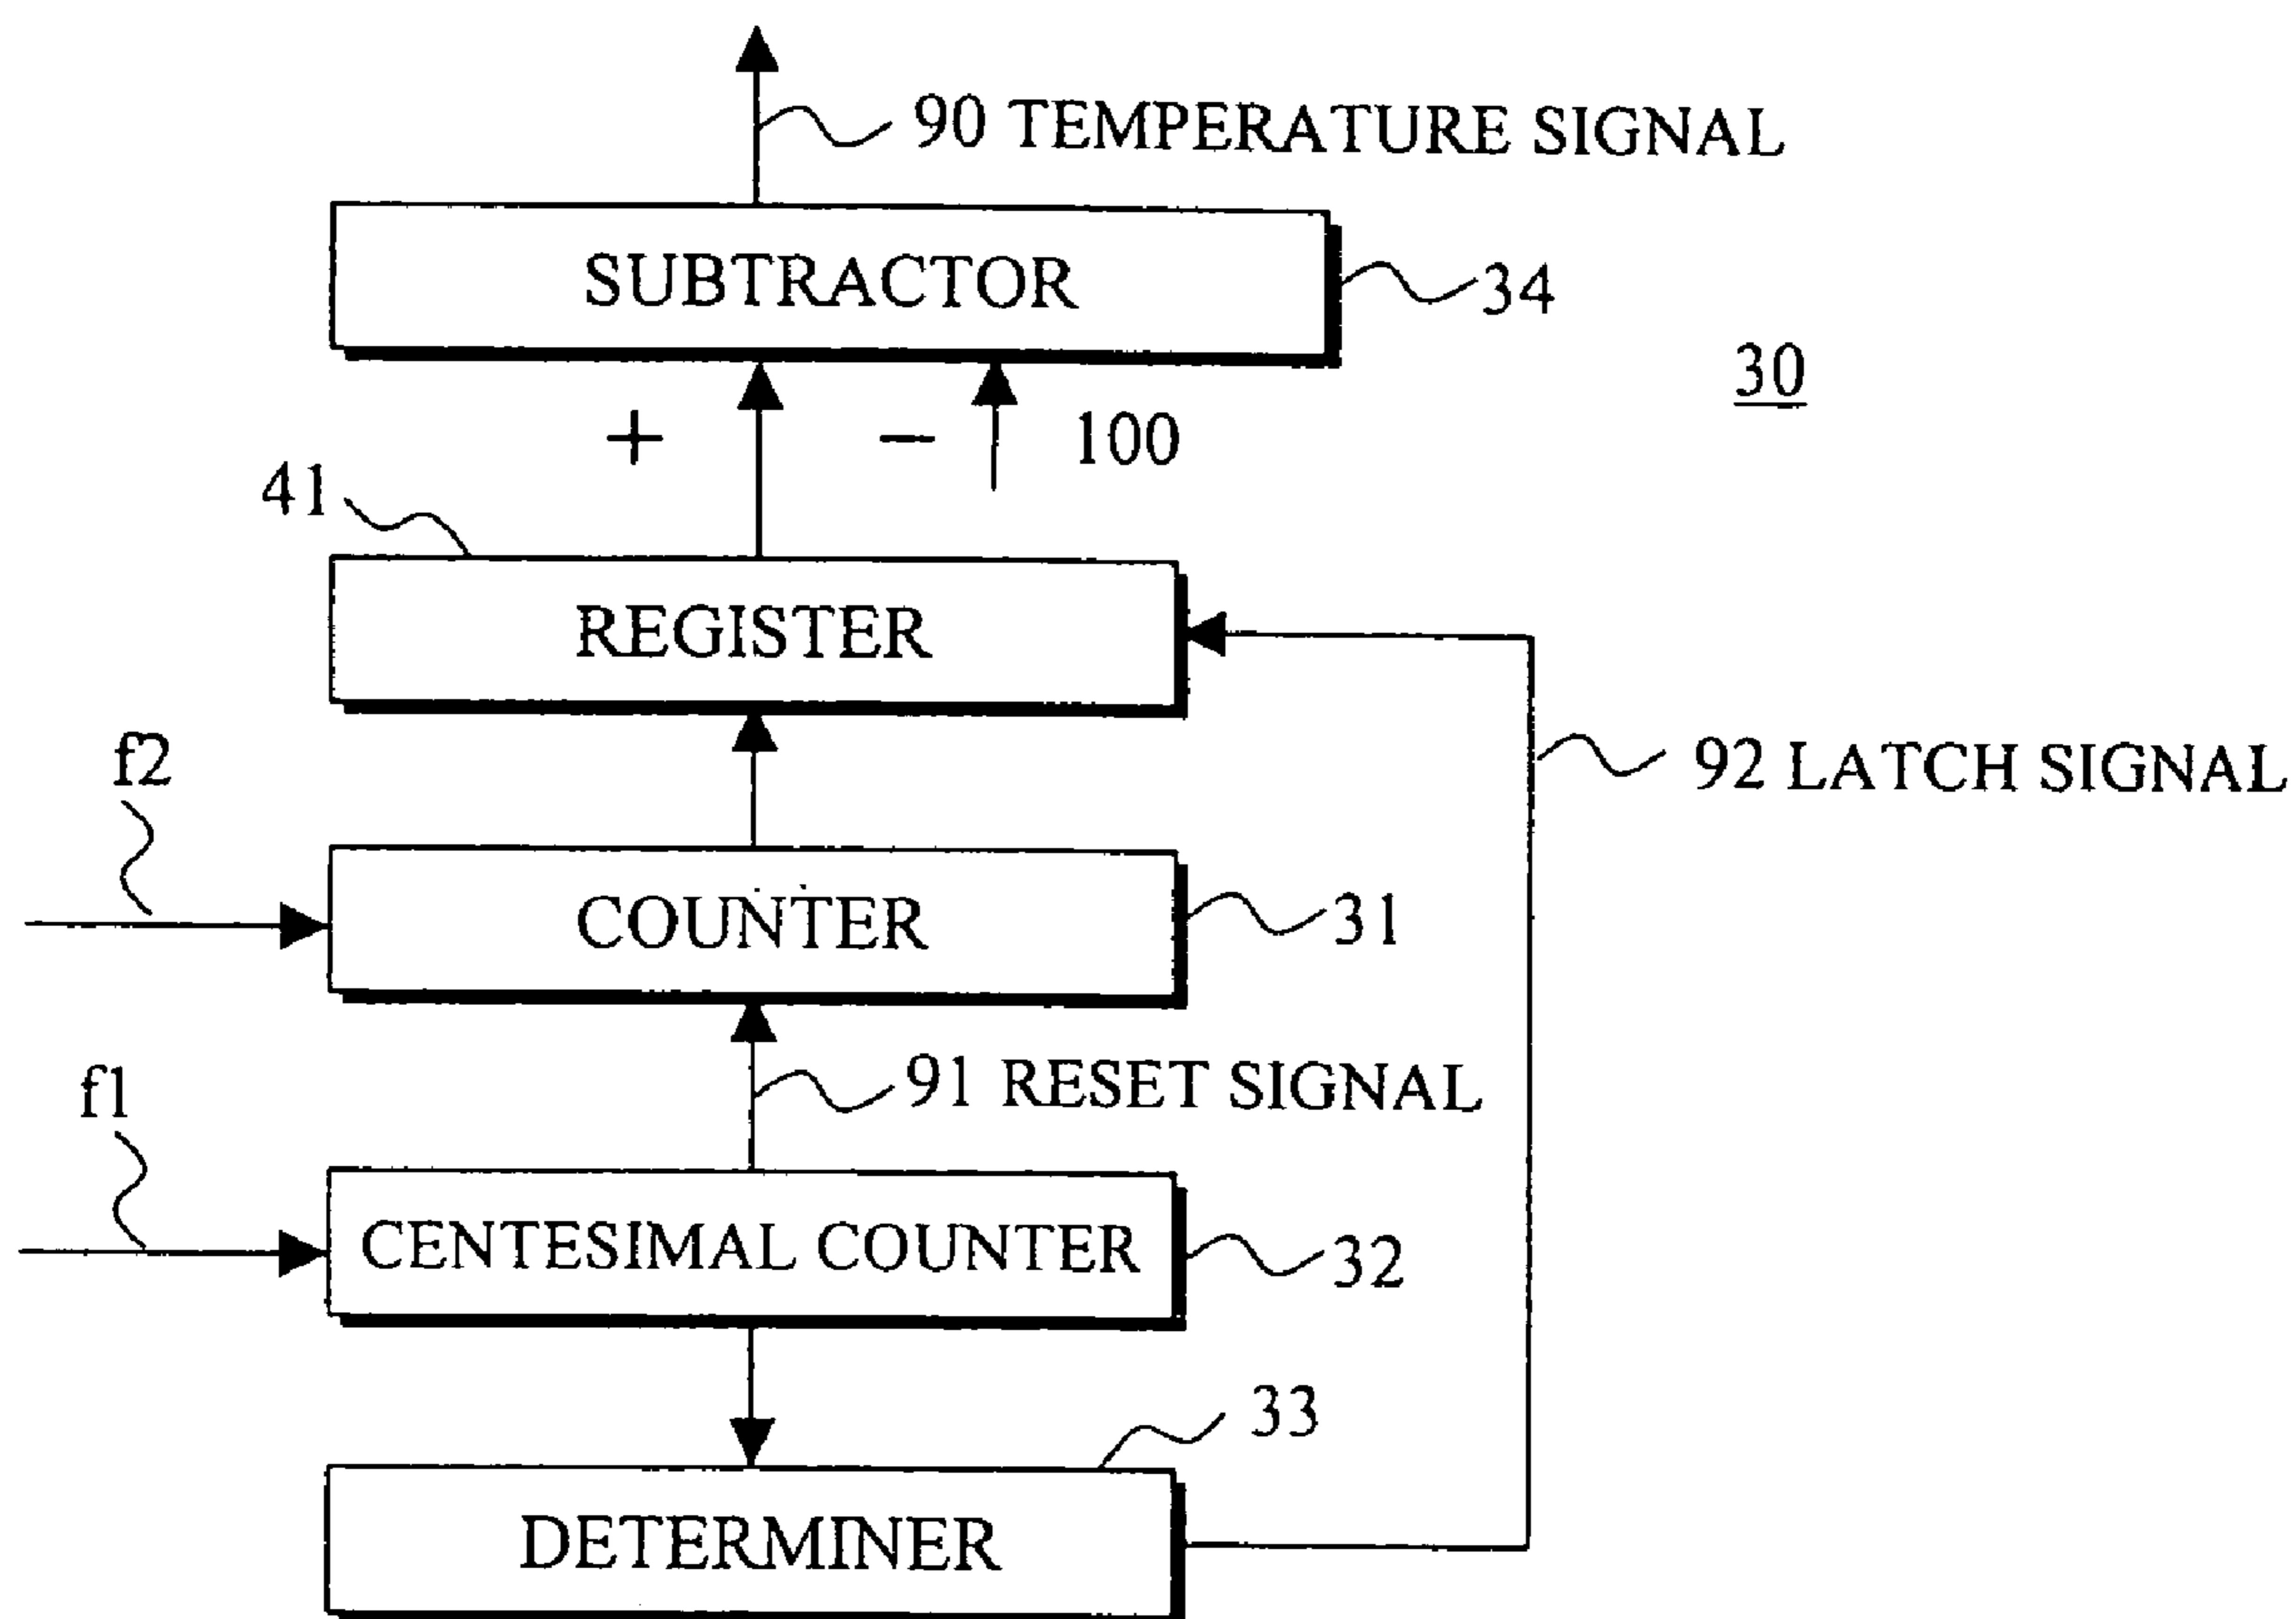 90 TEMPERATURE SIGNAL
SUBTRACTOR
34
30
+
−
100
41
REGISTER
f2
92 LATCH SIGNAL
COUNTER
31
91 RESET SIGNAL
f1
CENTESIMAL COUNTER
32
33
DETERMINER